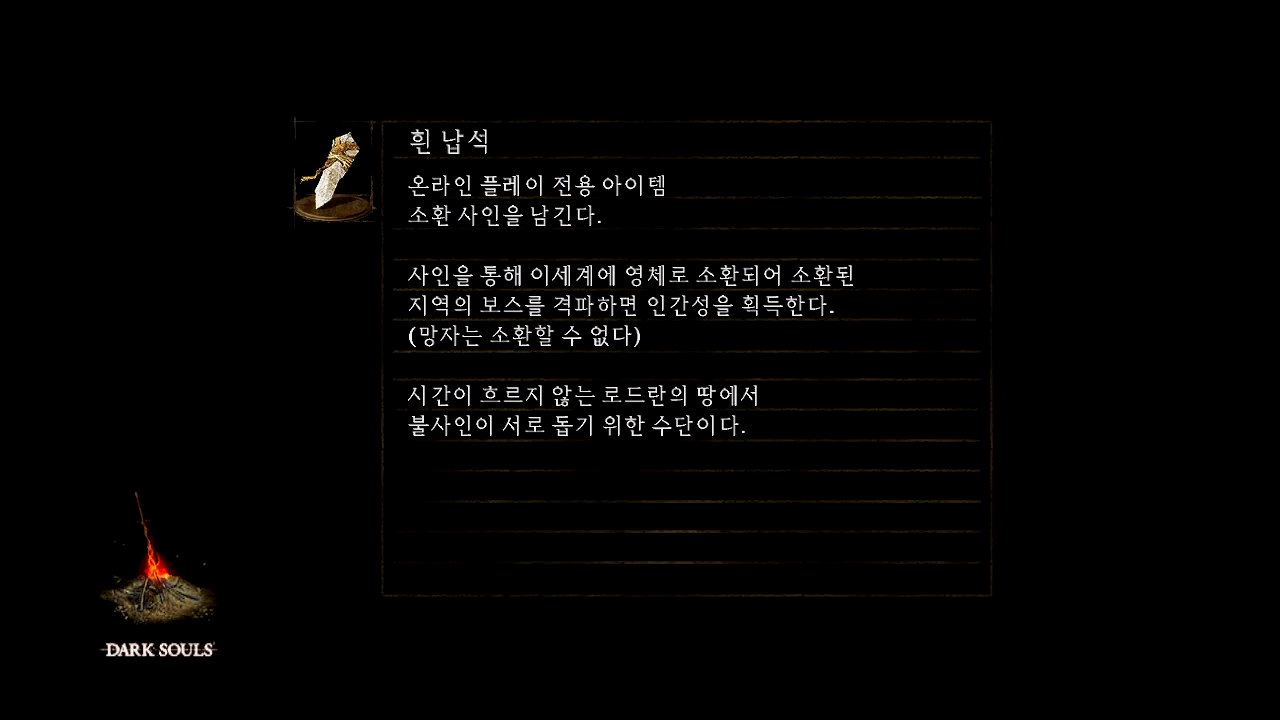 흰 납석
온라인 플레이 전용 아이템
소환 사인을 남긴다.
사인을 통해 이세계에 영체로 소환되어 소환된
지역의 보스를 격파하면 인간성을 획득한다.
(망자는 소환할 수 없다)
시간이 흐르지 않는 로드란의 땅에서
불사인이 서로 돕기 위한 수단이다.
DARK SOULS